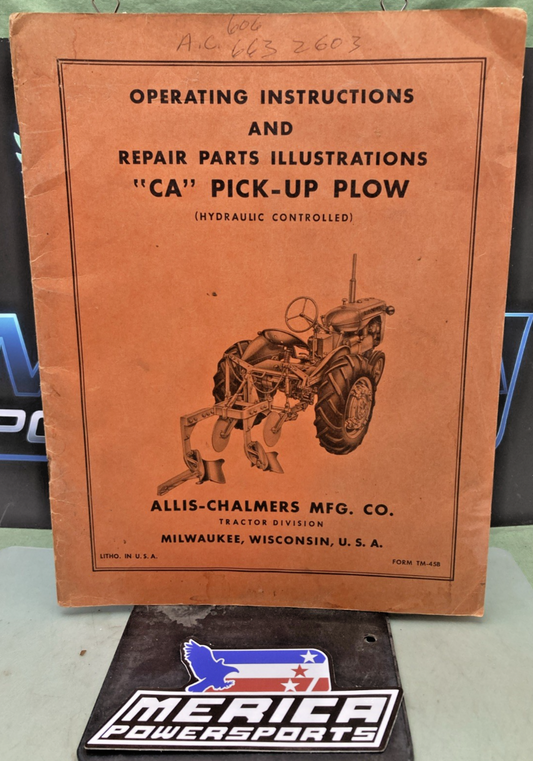 606
A.C. 663 2603
OPERATING INSTRUCTIONS
AND
REPAIR PARTS ILLUSTRATIONS
"CA" PICK-UP PLOW
(HYDRAULIC CONTROLLED)
ALLIS-CHALMERS MFG. CO.
TRACTOR DIVISION
MILWAUKEE, WISCONSIN, U. S. A.
LITHO. IN U. S. A.
FORM TM-45B
MERICA
POWERSPORTS